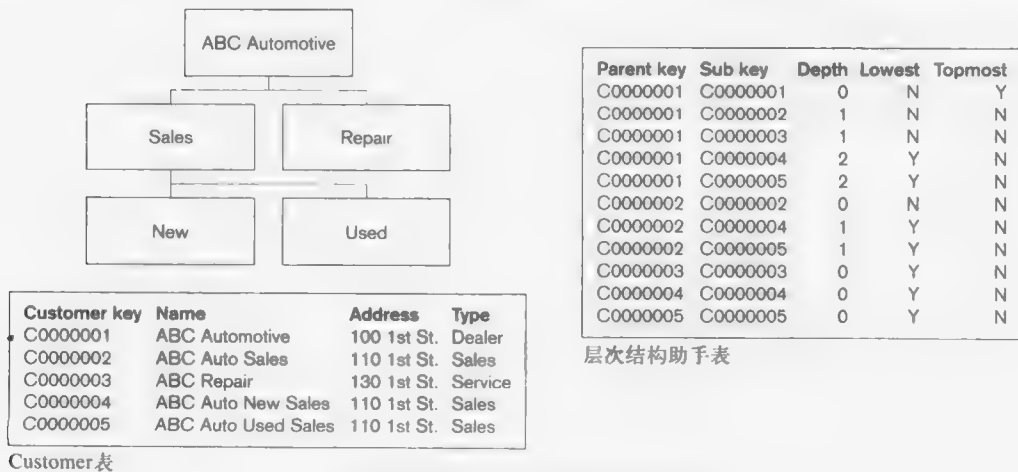 ABC Automotive
Sales
Repair
New
Used
Customer key Name Address Type
C0000001 ABC Automotive 100 1st St. Dealer
C0000002 ABC Auto Sales 110 1st St. Sales
C0000003 ABC Repair 130 1st St. Service
C0000004 ABC Auto New Sales 110 1st St. Sales
C0000005 ABC Auto Used Sales 110 1st St. Sales
Customer表
Parent key Sub key Depth Lowest Topmost
C0000001 C0000001 0 N Y
C0000001 C0000002 1 N N
C0000001 C0000003 1 N N
C0000001 C0000004 2 Y N
C0000001 C0000005 2 Y N
C0000002 C0000002 0 N N
C0000002 C0000004 1 Y N
C0000002 C0000005 1 Y N
C0000003 C0000003 0 Y N
C0000004 C0000004 0 Y N
C0000005 C0000005 0 Y N
层次结构助手表